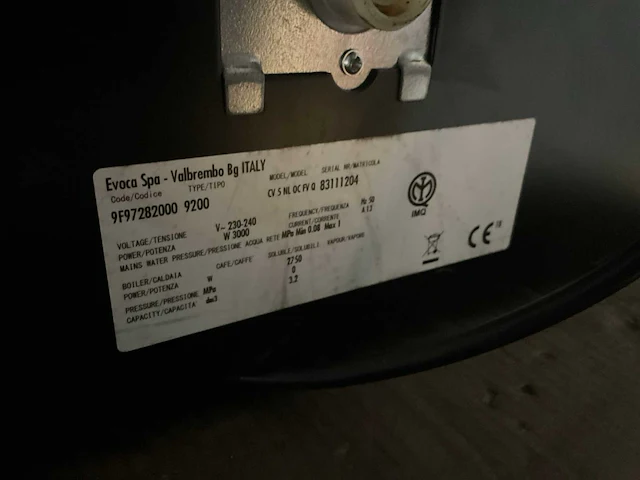 Evoca Spa - Valbrembo Bg ITALY
Code/Codice TYPE/TIPO MODEL/MODEL. SERIAL NR/MATRICOLA
9F97282000 9200 CV 5 NL OC FV Q 83111204
VOLTAGE/TENSIONE V~ 230-240 FREQUENCY/FREQUENZA Hz 50
POWER/POTENZA W 3000 CURRENT/CORRENTE A 13
MAINS WATER PRESSURE/PRESSIONE ACQUA RETE MPa Min 0.08 Max 1
BOILER/CALDAIA CAFE/CAFFE' SOLUBLE/SOLUBILI VAPOUR/VAPORE
POWER/POTENZA W 2750
PRESSURE/PRESSIONE MPa 0
CAPACITY/CAPACITA' dm3 3.2
IMQ
CE